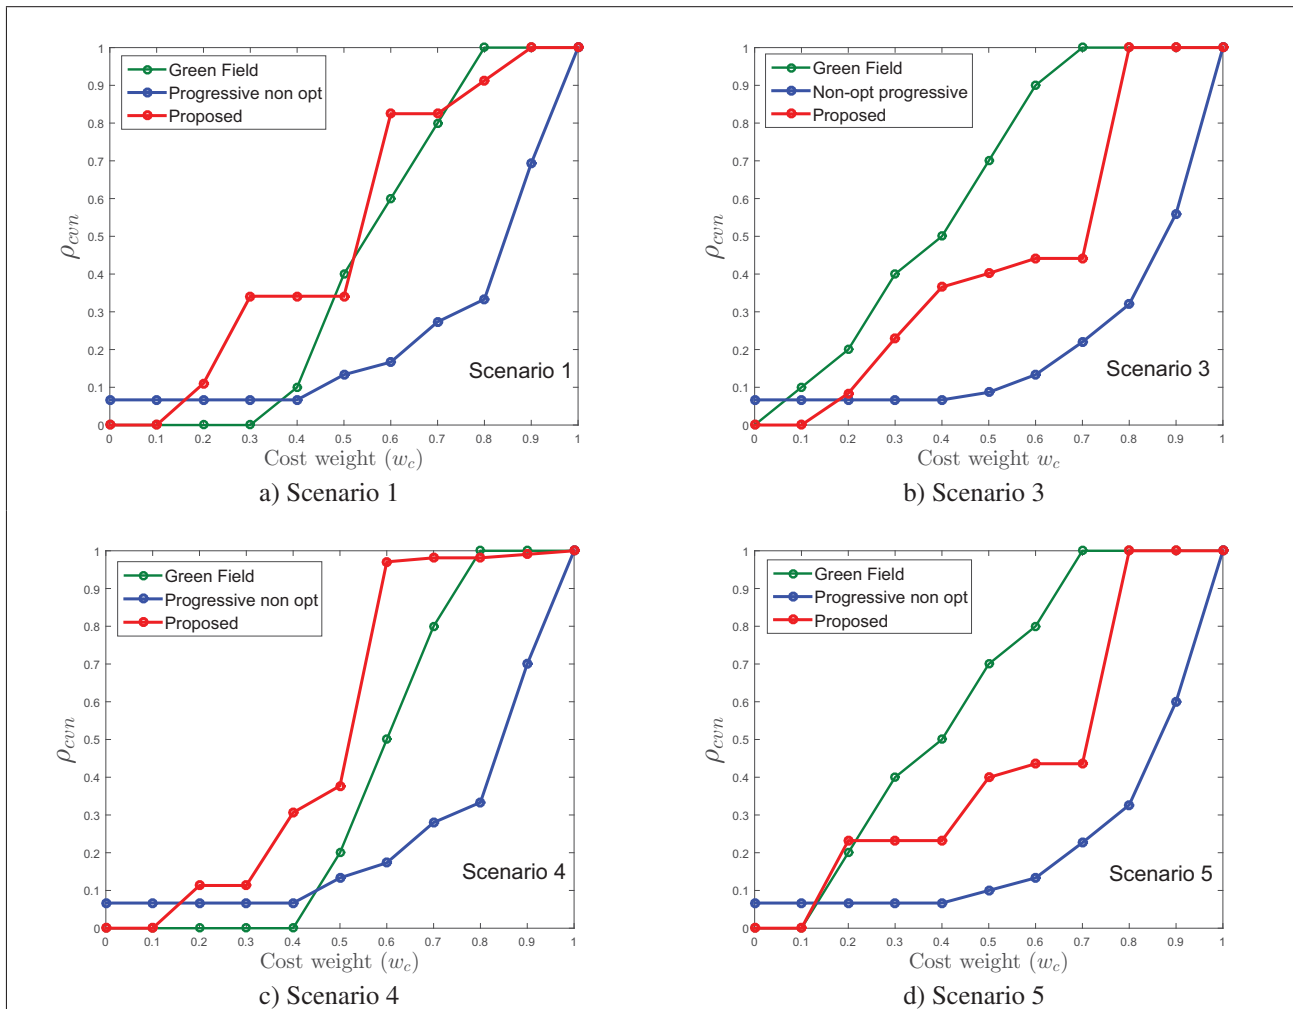 1
0.9
0.8
0.7
0.6
0.5
0.4
0.3
0.2
0.1
0
ρcvn
Green Field
Progressive non opt
Proposed
Scenario 1
0 0.1 0.2 0.3 0.4 0.5 0.6 0.7 0.8 0.9 1
Cost weight (wc)
a) Scenario 1
1
0.9
0.8
0.7
0.6
0.5
0.4
0.3
0.2
0.1
0
ρcvn
Green Field
Non-opt progressive
Proposed
Scenario 3
0 0.1 0.2 0.3 0.4 0.5 0.6 0.7 0.8 0.9 1
Cost weight wc
b) Scenario 3
1
0.9
0.8
0.7
0.6
0.5
0.4
0.3
0.2
0.1
0
ρcvn
Green Field
Progressive non opt
Proposed
Scenario 4
0 0.1 0.2 0.3 0.4 0.5 0.6 0.7 0.8 0.9 1
Cost weight (wc)
c) Scenario 4
1
0.9
0.8
0.7
0.6
0.5
0.4
0.3
0.2
0.1
0
ρcvn
Green Field
Progressive non opt
Proposed
Scenario 5
0 0.1 0.2 0.3 0.4 0.5 0.6 0.7 0.8 0.9 1
Cost weight (wc)
d) Scenario 5